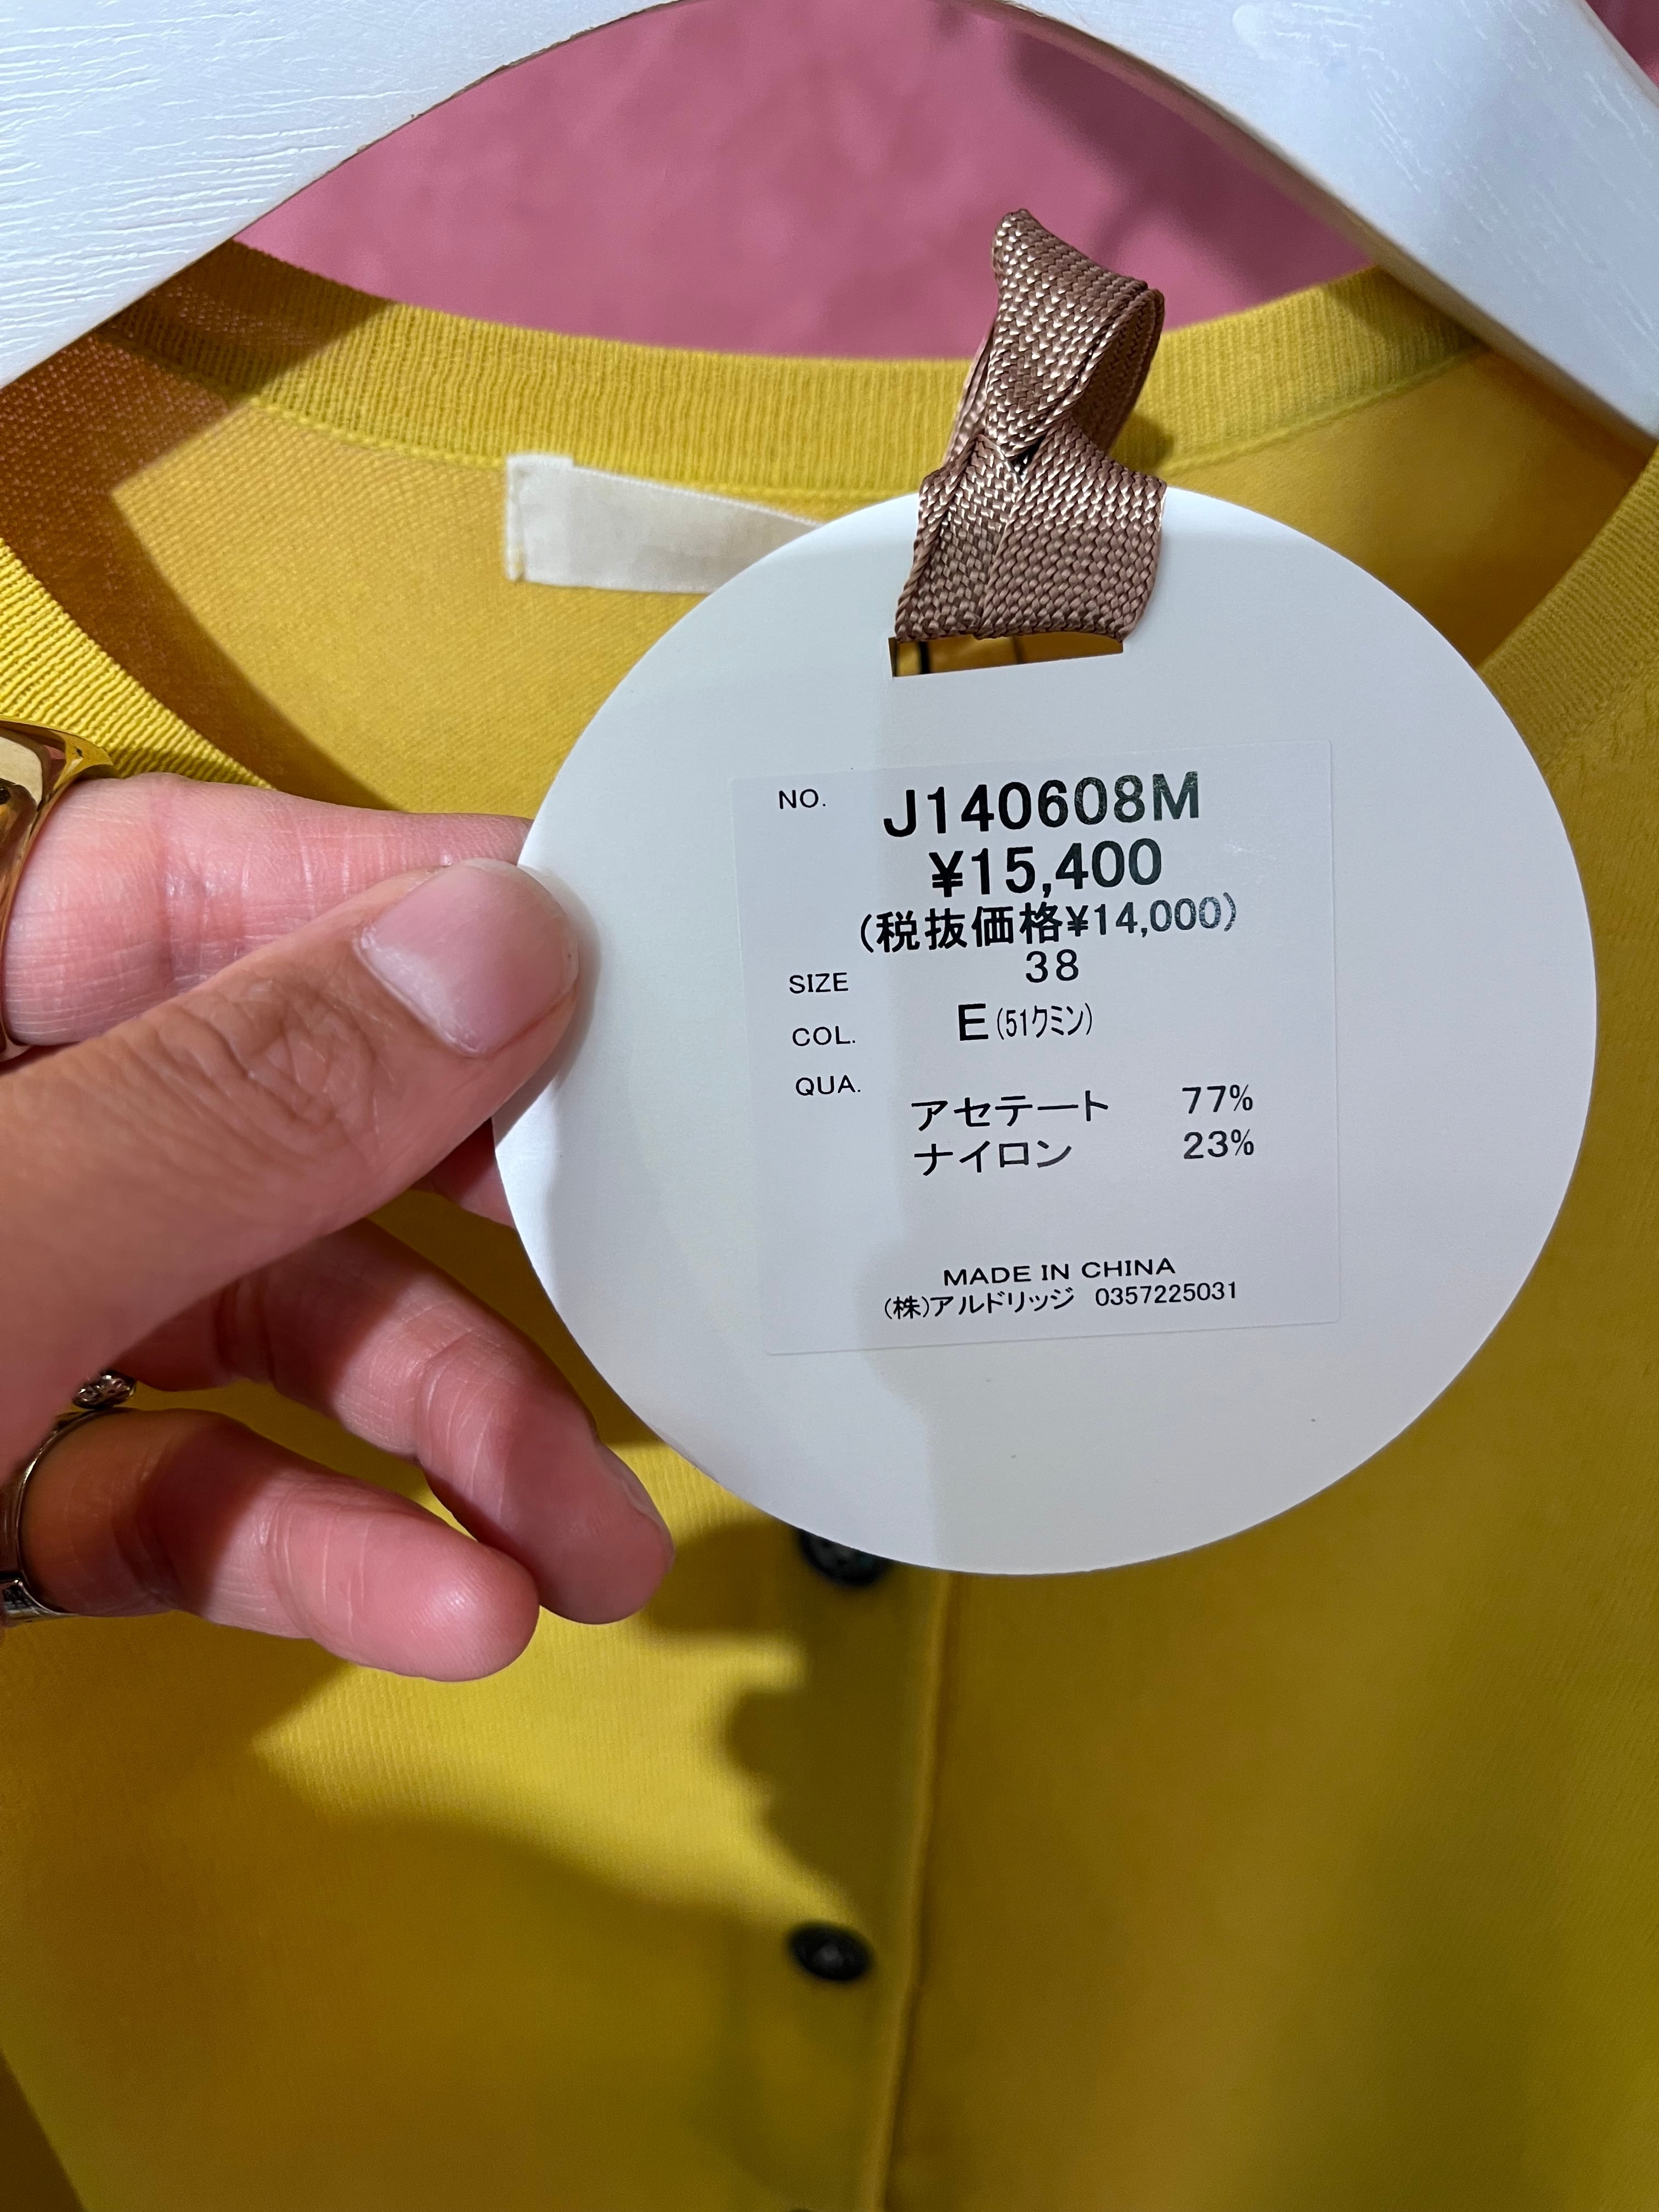 NO. J140608M
¥15,400
(税抜価格¥14,000)
SIZE 38
COL. E(51クミン)
QUA.
アセテート 77%
ナイロン 23%
MADE IN CHINA
(株)アルドリッジ 0357225031